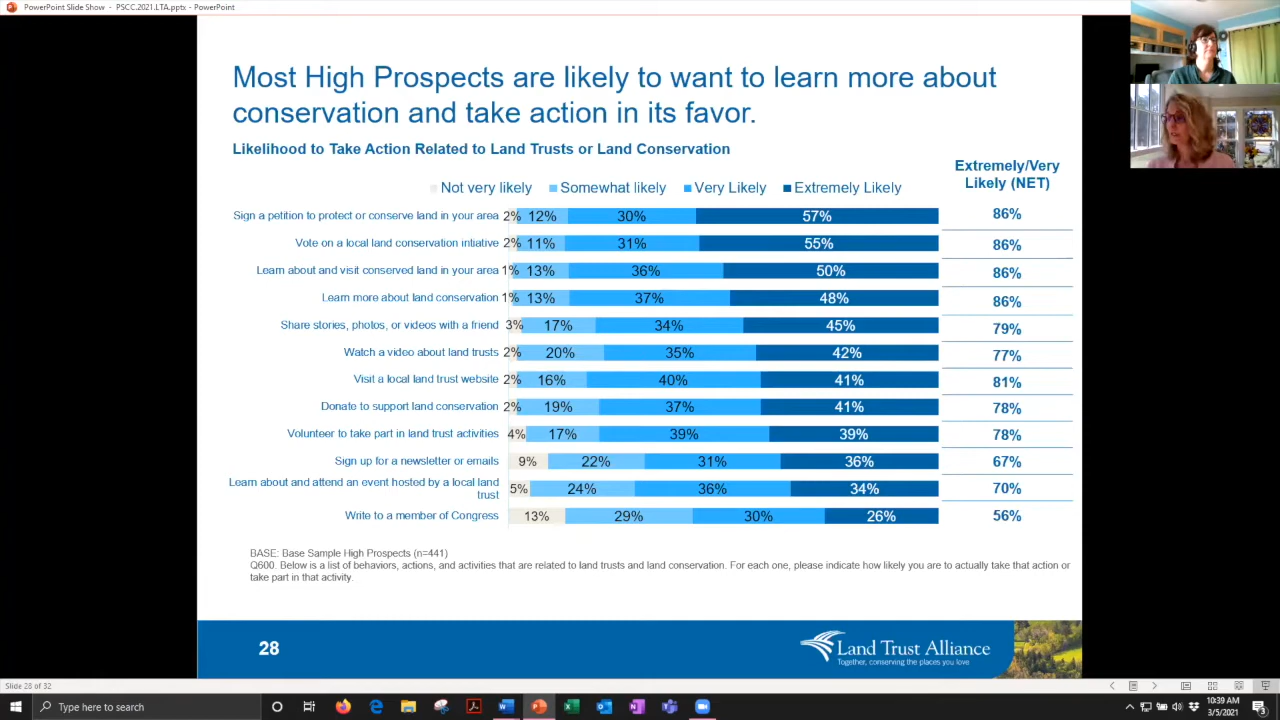 PowerPoint Slide Show - PSCC.2021.LTA.pptx - PowerPoint
Most High Prospects are likely to want to learn more about
conservation and take action in its favor.
Likelihood to Take Action Related to Land Trusts or Land Conservation
Extremely/Very
Likely (NET)
Not very likely Somewhat likely Very Likely Extremely Likely
Sign a petition to protect or conserve land in your area 2% 12% 30% 57% 86%
Vote on a local land conservation intiative 2% 11% 31% 55% 86%
Learn about and visit conserved land in your area 1% 13% 36% 50% 86%
Learn more about land conservation 1% 13% 37% 48% 86%
Share stories, photos, or videos with a friend 3% 17% 34% 45% 79%
Watch a video about land trusts 2% 20% 35% 42% 77%
Visit a local land trust website 2% 16% 40% 41% 81%
Donate to support land conservation 2% 19% 37% 41% 78%
Volunteer to take part in land trust activities 4% 17% 39% 39% 78%
Sign up for a newsletter or emails 9% 22% 31% 36% 67%
Learn about and attend an event hosted by a local land
trust 5% 24% 36% 34% 70%
Write to a member of Congress 13% 29% 30% 26% 56%
BASE: Base Sample High Prospects (n=441)
Q600. Below is a list of behaviors, actions, and activities that are related to land trusts and land conservation. For each one, please indicate how likely you are to actually take that action or
take part in that activity.
28
Land Trust Alliance
Together, conserving the places you love
Slide 28 of 32
Type here to search
10:39 AM
3/5/2021
3